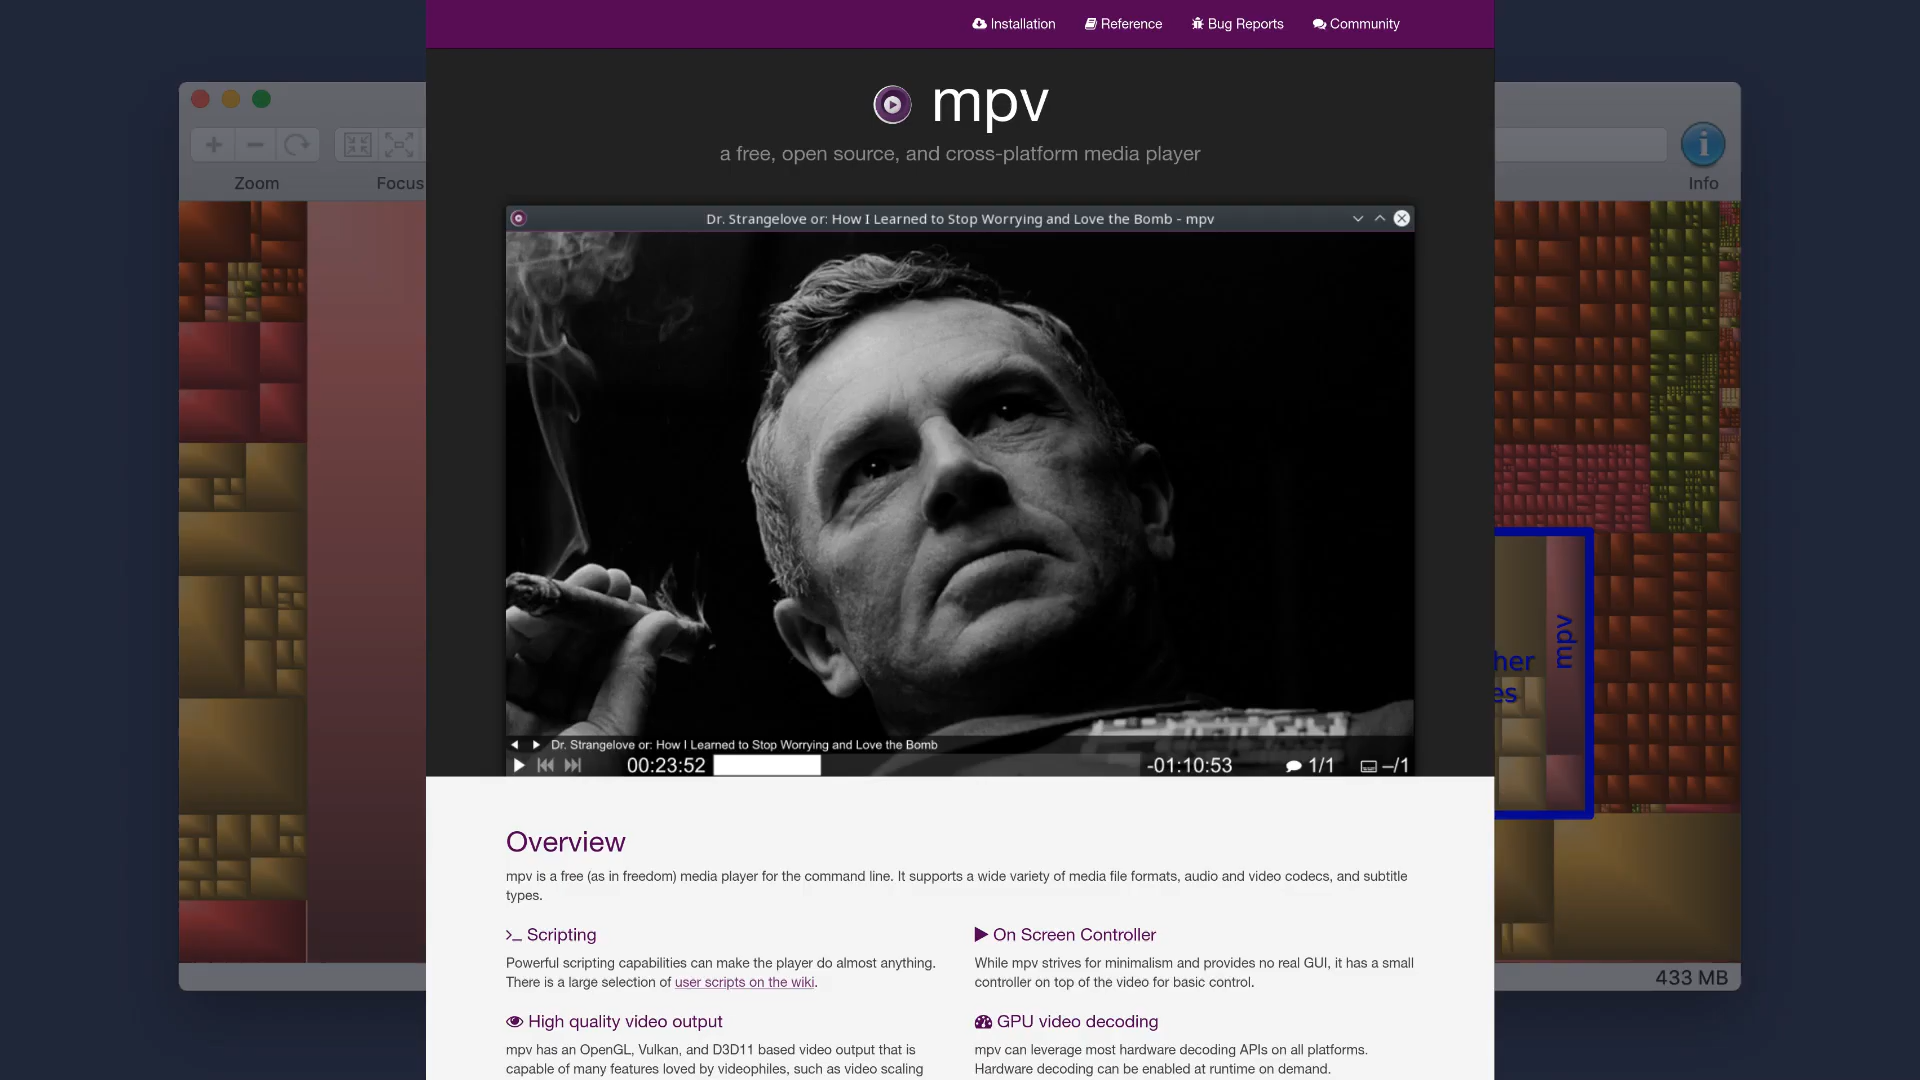 Installation
Reference
Bug Reports
Community
mpv
a free, open source, and cross-platform media player
Zoom
Focus
Info
Dr. Strangelove or: How I Learned to Stop Worrying and Love the Bomb - mpv
mpv
her
es
Dr. Strangelove or: How I Learned to Stop Worrying and Love the Bomb
00:23:52
-01:10:53
1/1
–/1
Overview
mpv is a free (as in freedom) media player for the command line. It supports a wide variety of media file formats, audio and video codecs, and subtitle
types.
Scripting
Powerful scripting capabilities can make the player do almost anything.
There is a large selection of user scripts on the wiki.
On Screen Controller
While mpv strives for minimalism and provides no real GUI, it has a small
controller on top of the video for basic control.
433 MB
High quality video output
mpv has an OpenGL, Vulkan, and D3D11 based video output that is
capable of many features loved by videophiles, such as video scaling
GPU video decoding
mpv can leverage most hardware decoding APIs on all platforms.
Hardware decoding can be enabled at runtime on demand.